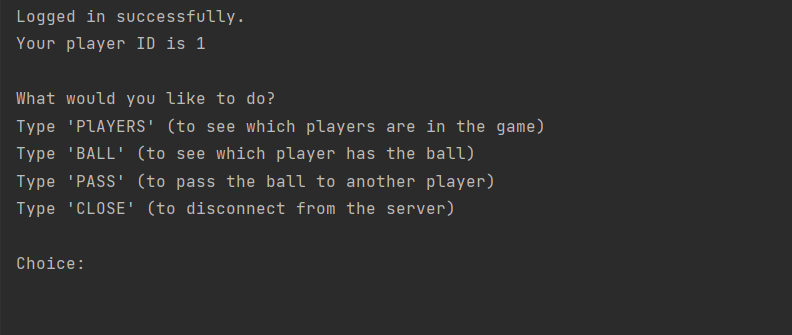 Logged in successfully.
Your player ID is 1
What would you like to do?
Type 'PlAYERS' (to see which players are in the game)
Type 'BALL' (to see which player has the ball)
Type 'PASS' (to pass the ball to another player)
Type 'CLOSE' (to disconnect from the server)
Choice: